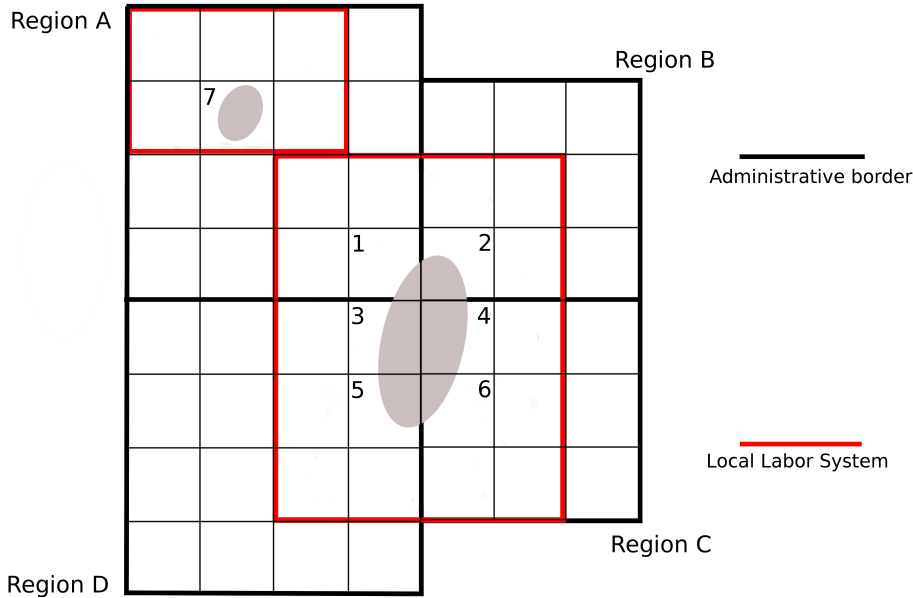 Region A
Region B
7
Administrative border
1
2
3
4
5
6
Local Labor System
Region C
Region D